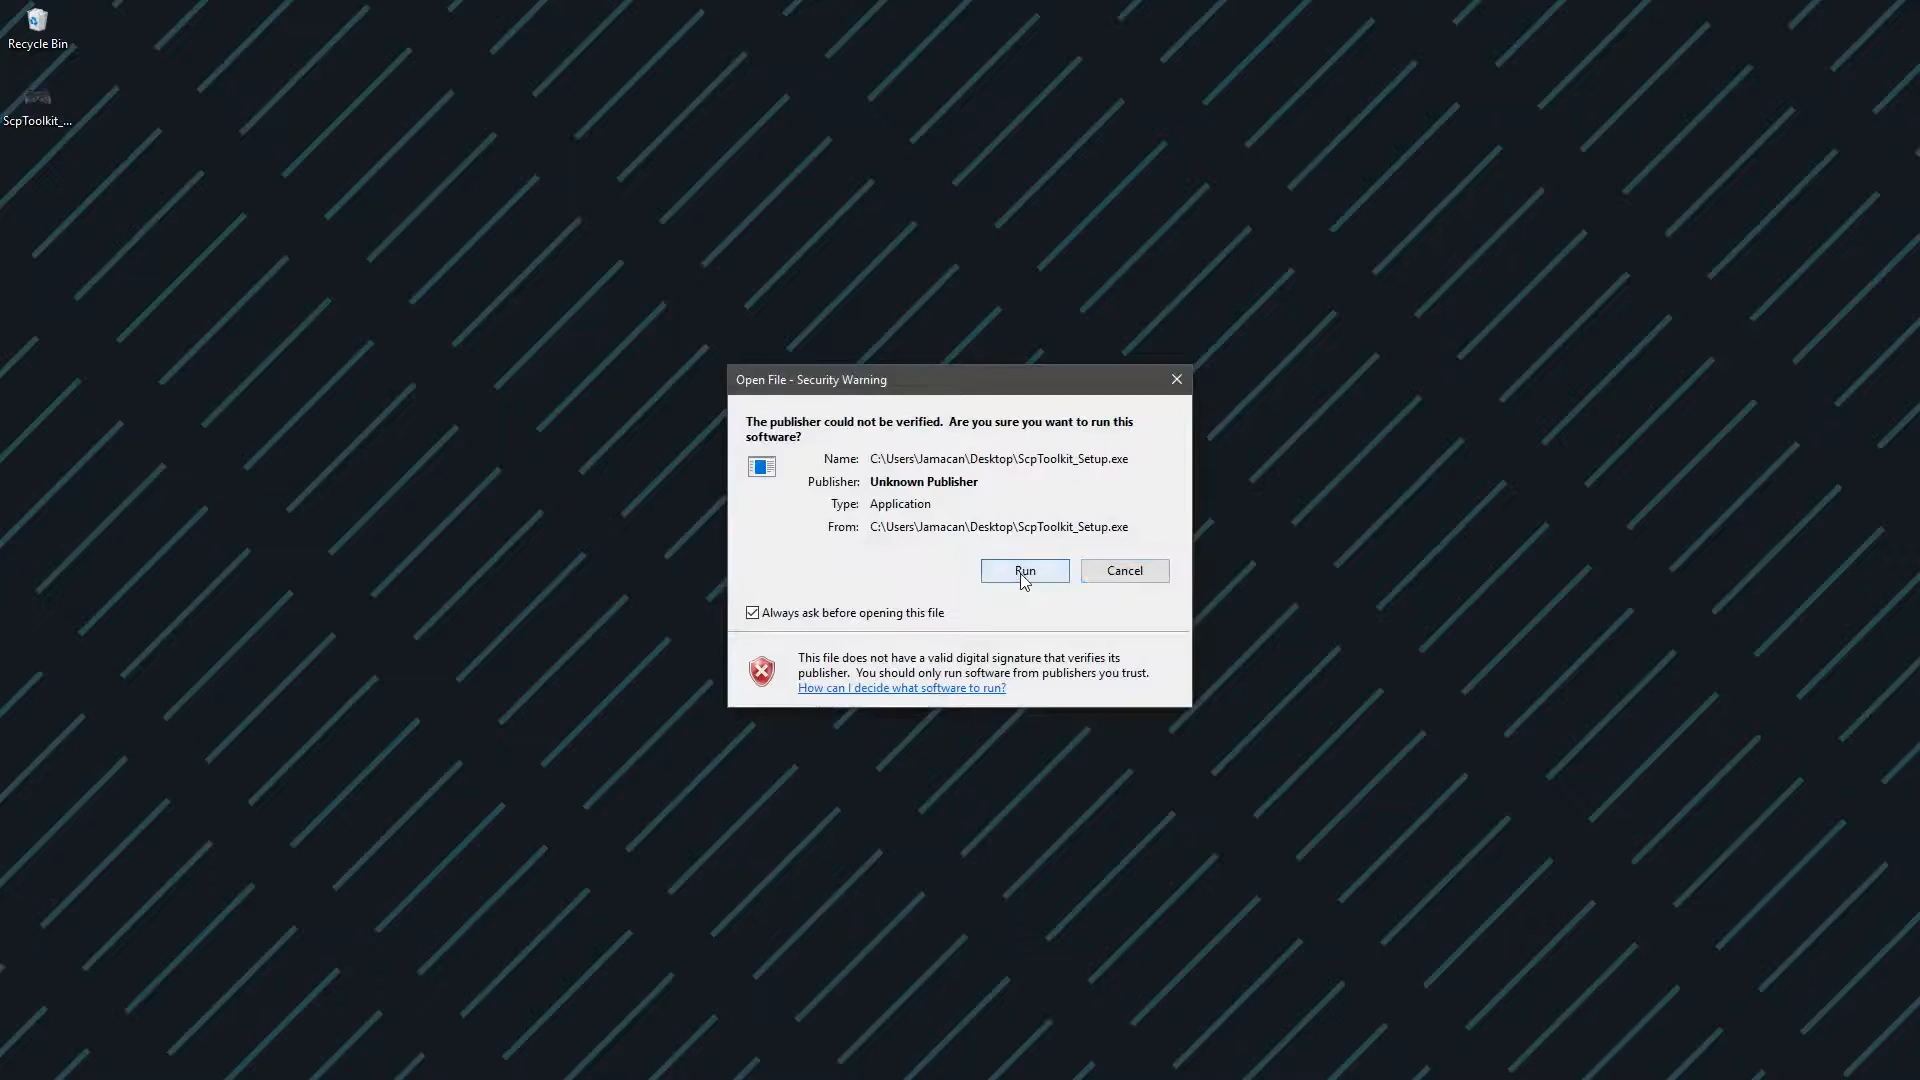 Recycle Bin
ScpToolkit_...
Open File - Security Warning
The publisher could not be verified.  Are you sure you want to run this
software?
Name: C:\Users\Jamacan\Desktop\ScpToolkit_Setup.exe
Publisher: Unknown Publisher
Type: Application
From: C:\Users\Jamacan\Desktop\ScpToolkit_Setup.exe
Run Cancel
Always ask before opening this file
This file does not have a valid digital signature that verifies its
publisher.  You should only run software from publishers you trust.
How can I decide what software to run?